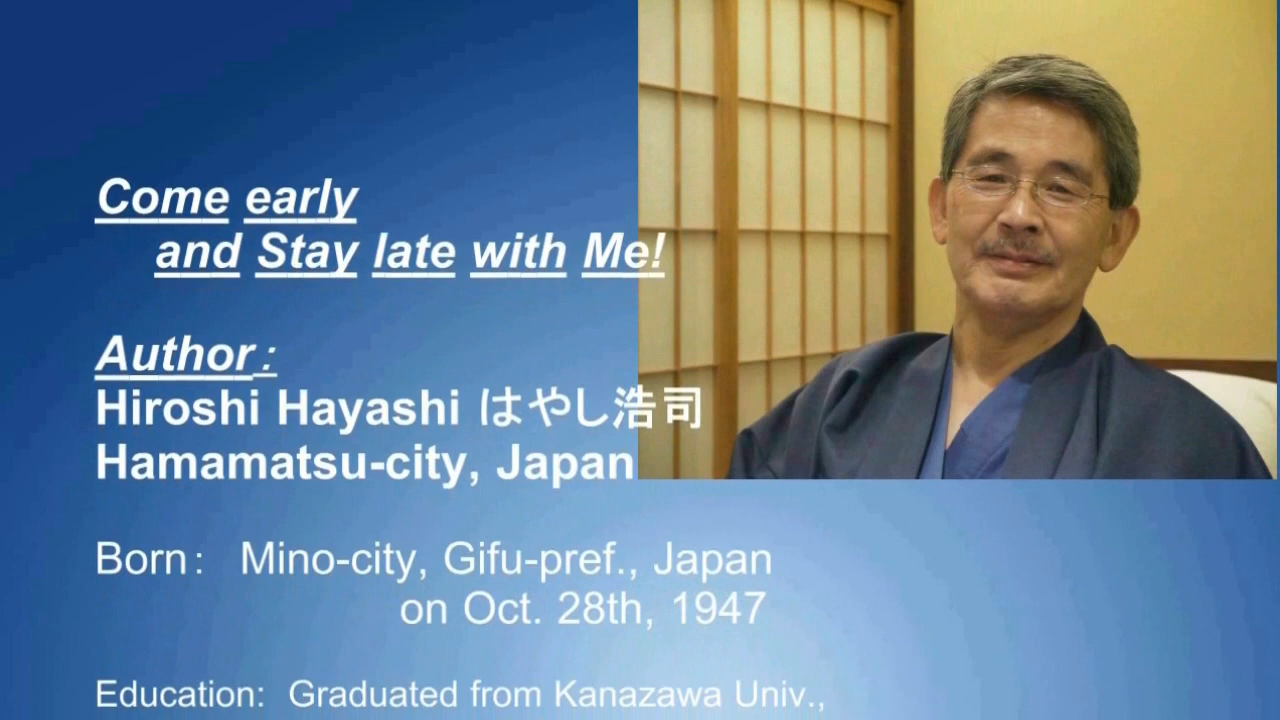 Come early
and Stay late with Me!
Author：
Hiroshi Hayashi はやし浩司
Hamamatsu-city, Japan
Born： Mino-city, Gifu-pref., Japan
on Oct. 28th, 1947
Education: Graduated from Kanazawa Univ.,